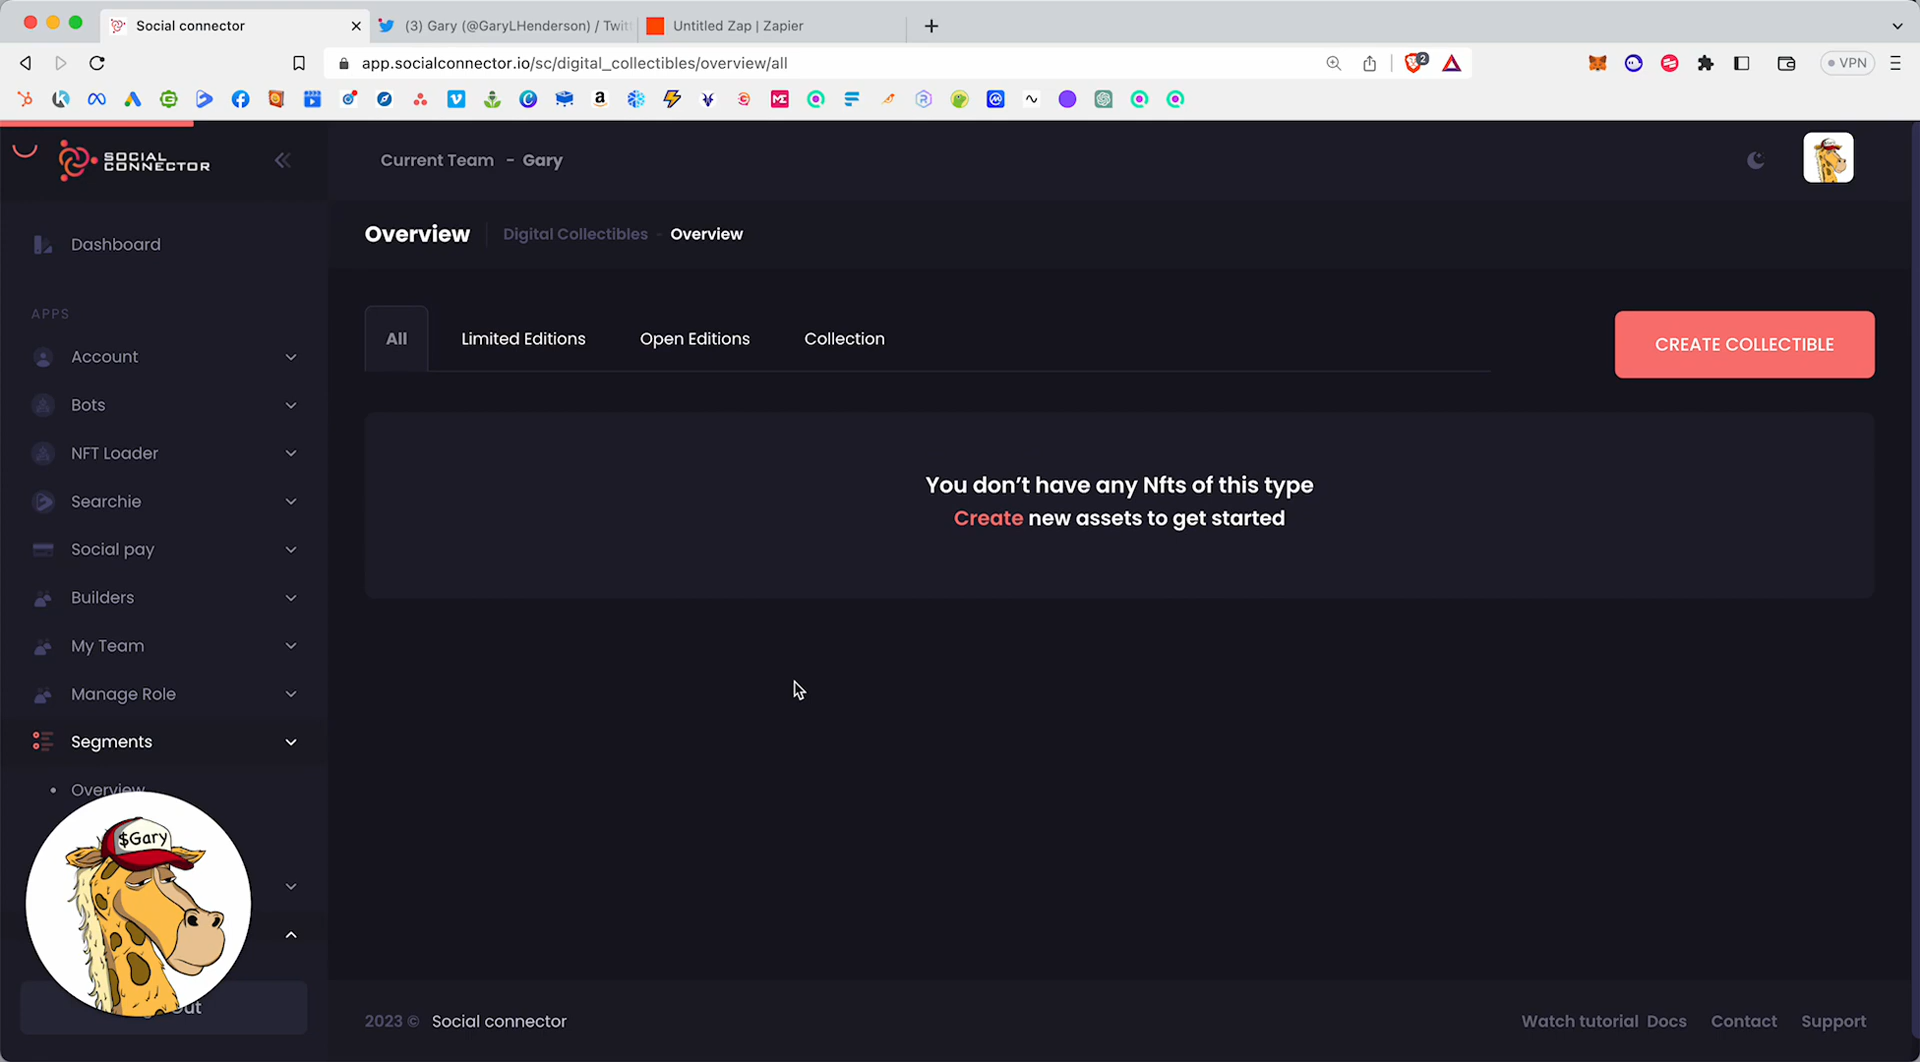 Social connector
(3) Gary (@GaryLHenderson) / Twitt
Untitled Zap | Zapier
app.socialconnector.io/sc/digital_collectibles/overview/all
2
VPN
SOCIAL
CONNECTOR
Current Team - Gary
Dashboard
Overview
Digital Collectibles - Overview
APPS
All
Limited Editions
Open Editions
Collection
CREATE COLLECTIBLE
Account
Bots
NFT Loader
Searchie
Social pay
Builders
My Team
Manage Role
Segments
Overview
You don't have any Nfts of this type
Create new assets to get started
$Gary
2023 © Social connector
Watch tutorial
Docs
Contact
Support